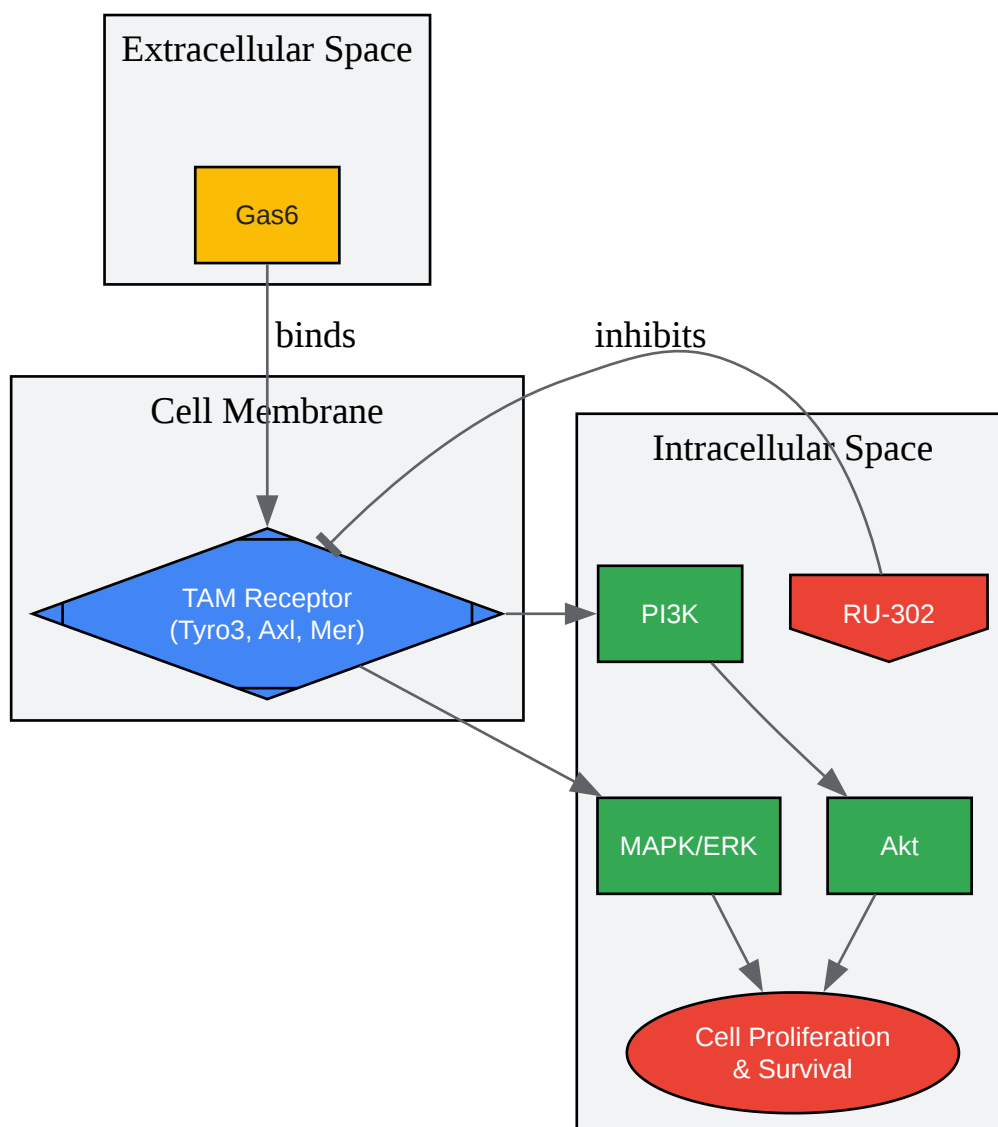 Extracellular Space
Gas6
binds
inhibits
Cell Membrane
Intracellular Space
TAM Receptor
(Tyro3, Axl, Mer)
PI3K
RU-302
MAPK/ERK
Akt
Cell Proliferation
& Survival